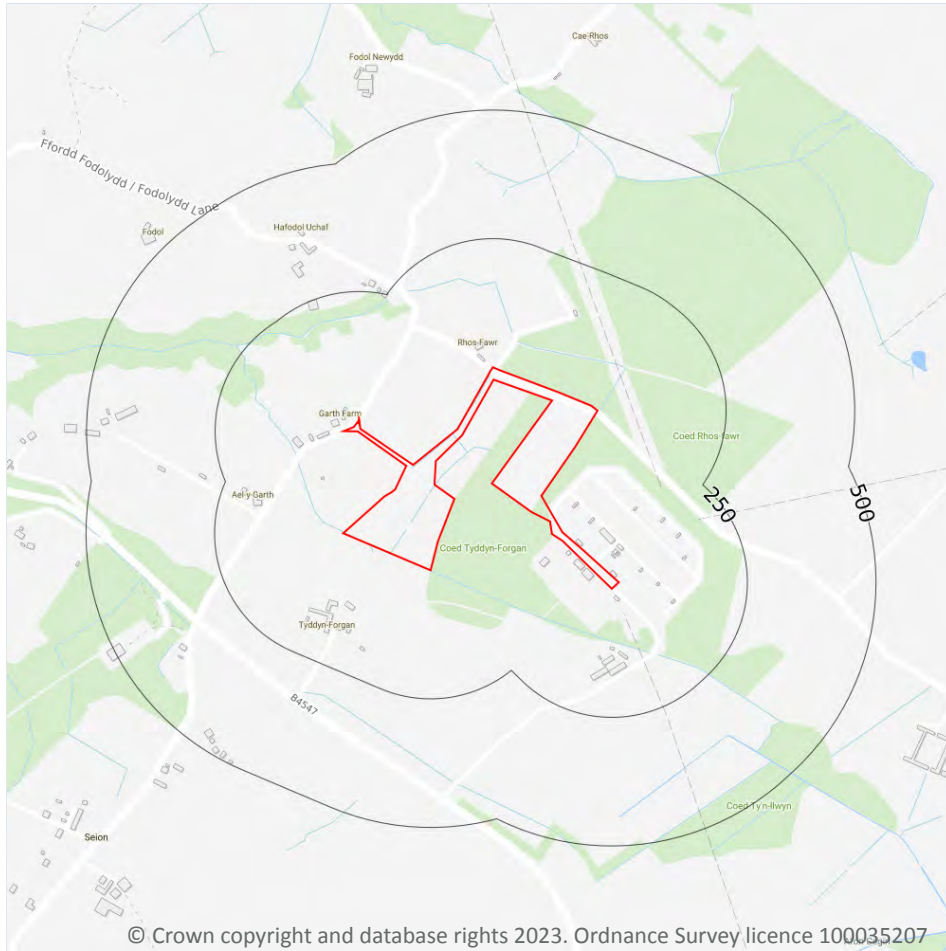 Cae-Rhos
Fodol Newydd
Ffordd Fodolydd / Fodolydd Lane
Fodol
Hafodol Uchaf
Rhos-Fawr
Garth Farm
Coed Rhos-fawr
Ael-y-Garth
250
500
Coed Tyddyn-Forgan
Tyddyn-Forgan
B4547
Coed Ty'n-llwyn
Seion
© Crown copyright and database rights 2023. Ordnance Survey licence 100035207